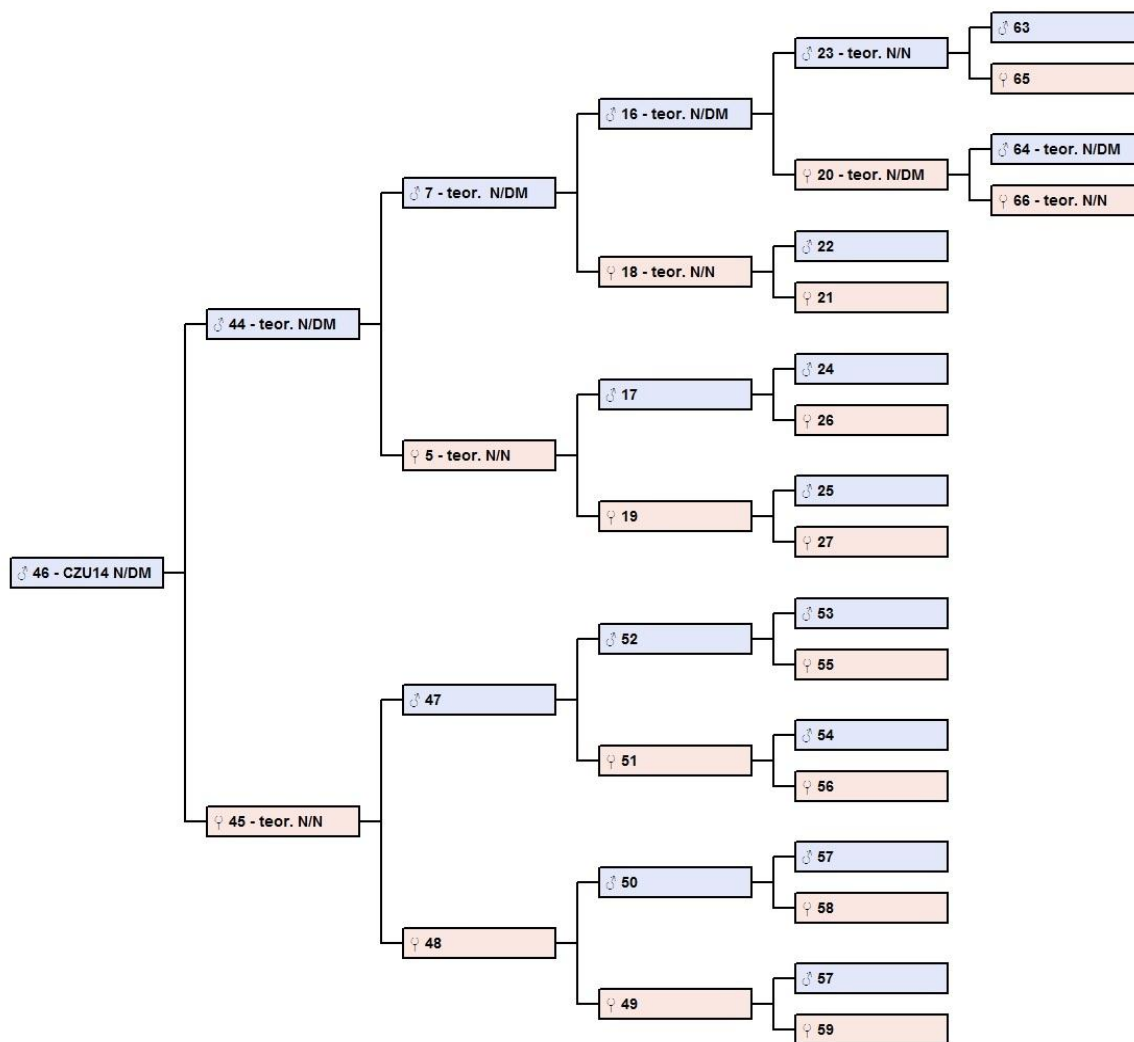 ♂ 63
♂ 23 - teor. N/N
♀ 65
♂ 16 - teor. N/DM
♂ 64 - teor. N/DM
♀ 20 - teor. N/DM
♂ 7 - teor.  N/DM
♀ 66 - teor. N/N
♂ 22
♀ 18 - teor. N/N
♀ 21
♂ 44 - teor. N/DM
♂ 24
♂ 17
♀ 26
♀ 5 - teor. N/N
♂ 25
♀ 19
♀ 27
♂ 46 - CZU14 N/DM
♂ 53
♂ 52
♀ 55
♂ 47
♂ 54
♀ 51
♀ 56
♀ 45 - teor. N/N
♂ 57
♂ 50
♀ 58
♀ 48
♂ 57
♀ 49
♀ 59